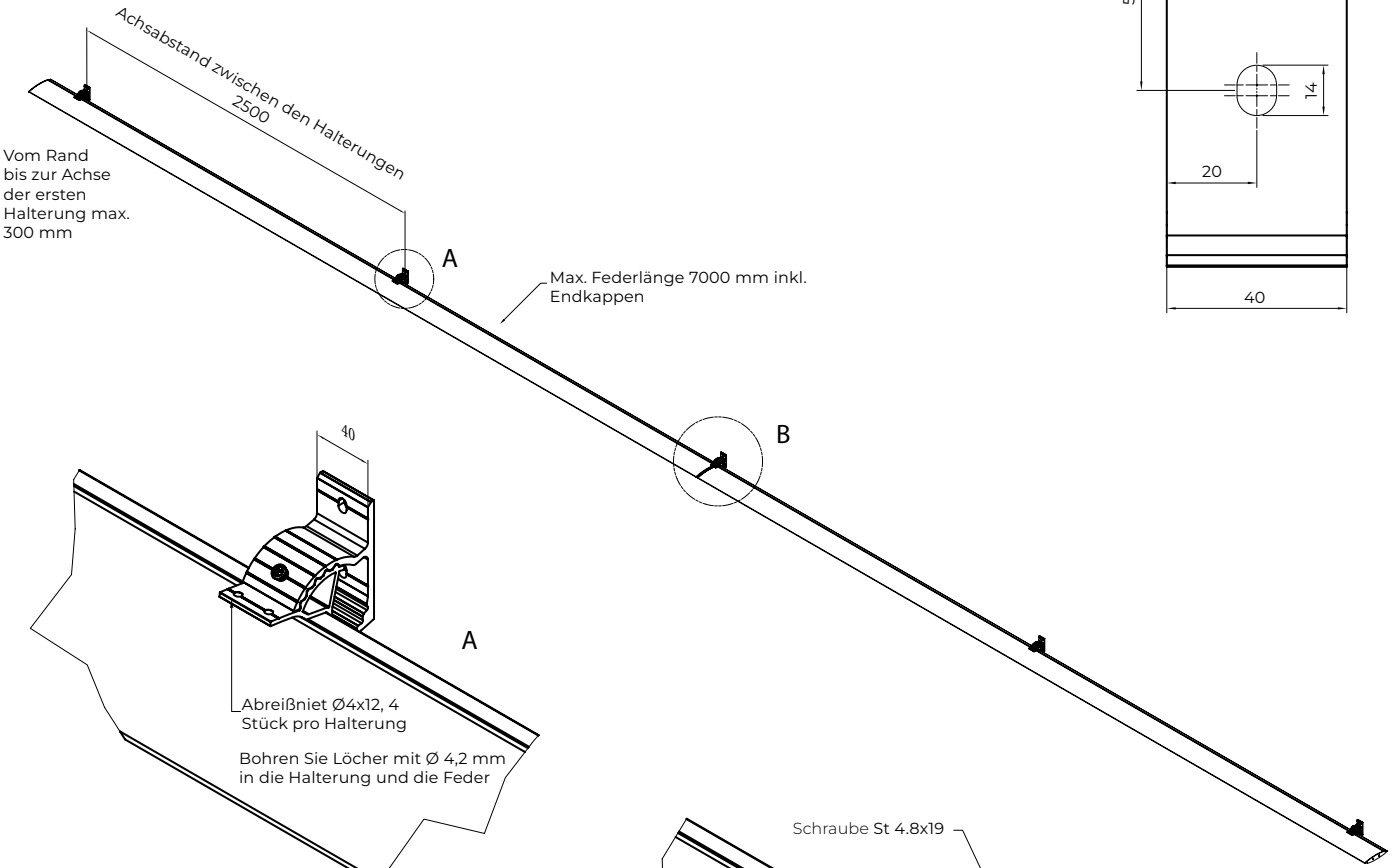 Achsabstand zwischen den Halterungen
2500
Vom Rand
bis zur Achse
der ersten
Halterung max.
300 mm
A
Max. Federlänge 7000 mm inkl.
Endkappen
14
20
40
B
40
A
Abreißniet Ø4x12, 4
Stück pro Halterung
Bohren Sie Löcher mit Ø 4,2 mm
in die Halterung und die Feder
Schraube St 4.8x19